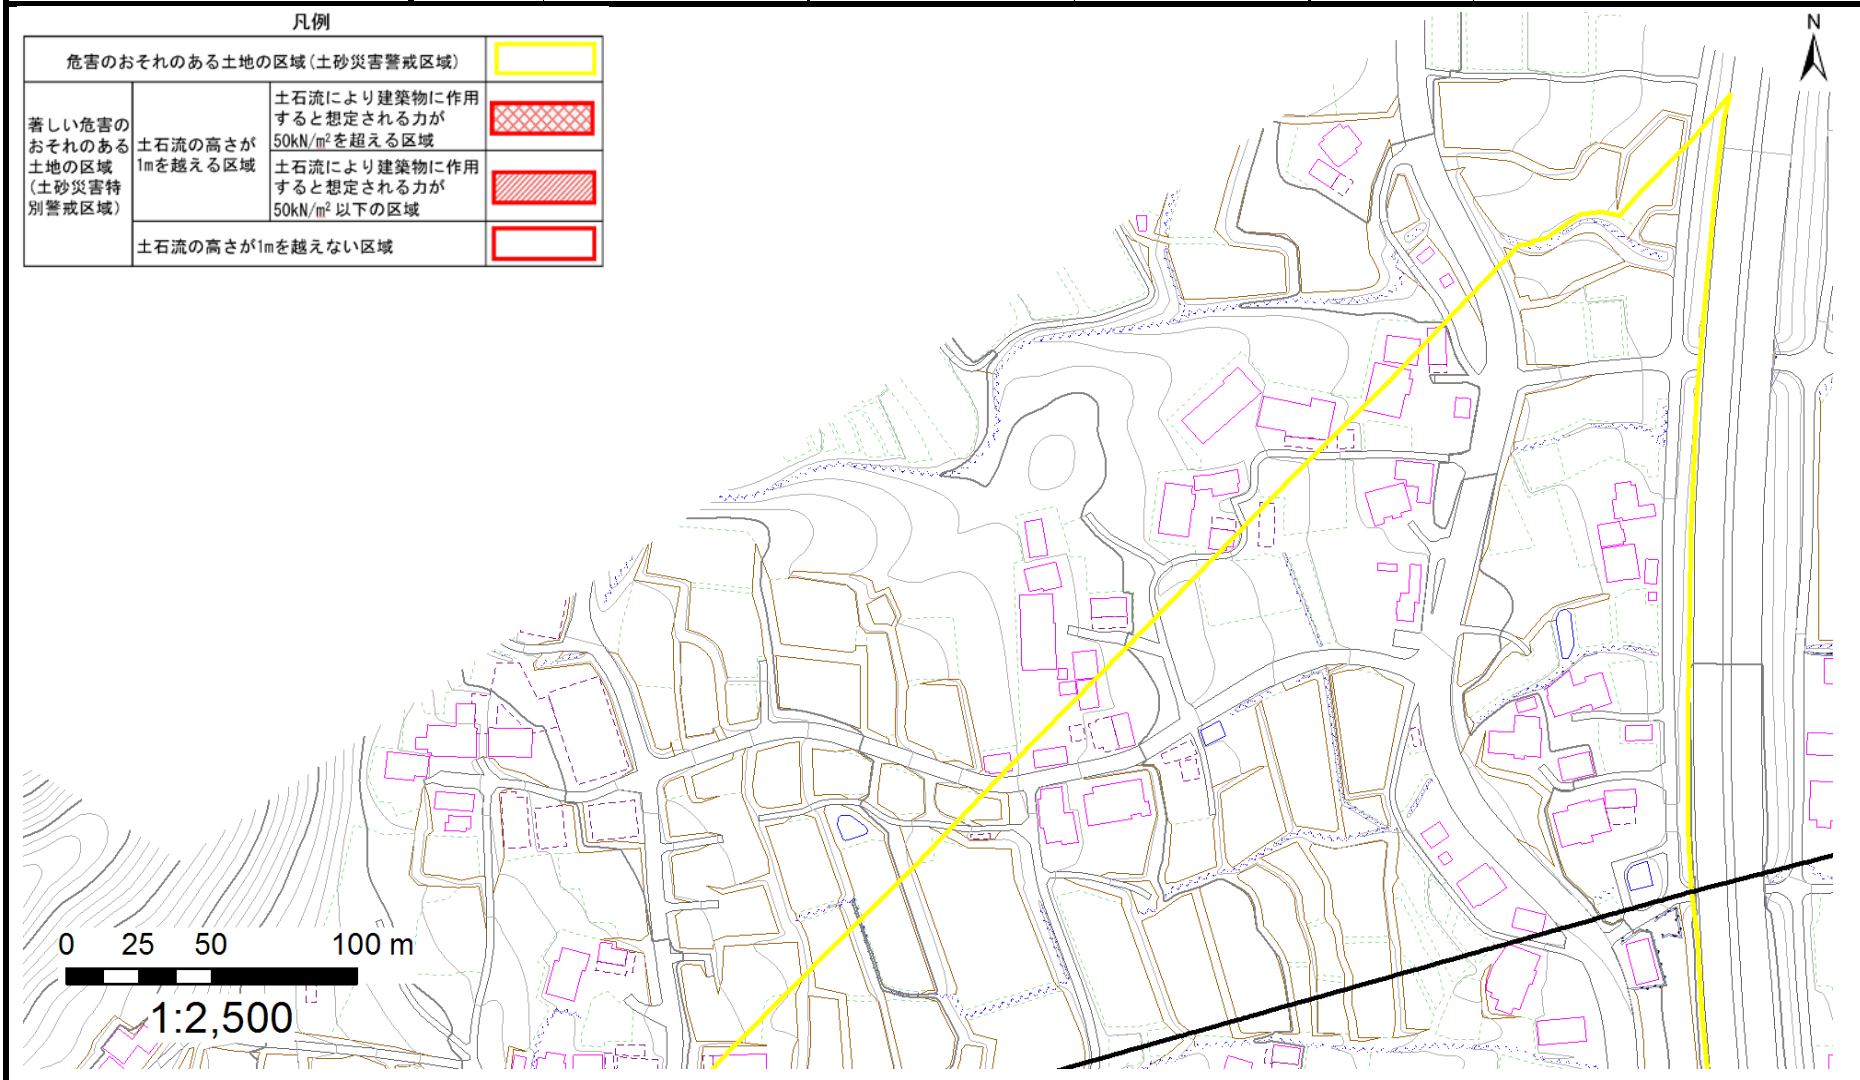 凡例
危害のおそれのある土地の区域(土砂災害警戒区域)
著しい危害の
おそれのある
土地の区域
(土砂災害特
別警戒区域)
土石流の高さが
1mを越える区域
土石流により建築物に作用
すると想定される力が
50kN/m²を超える区域
土石流により建築物に作用
すると想定される力が
50kN/m²以下の区域
土石流の高さが1mを越えない区域
N
0 25 50 100 m
1:2,500